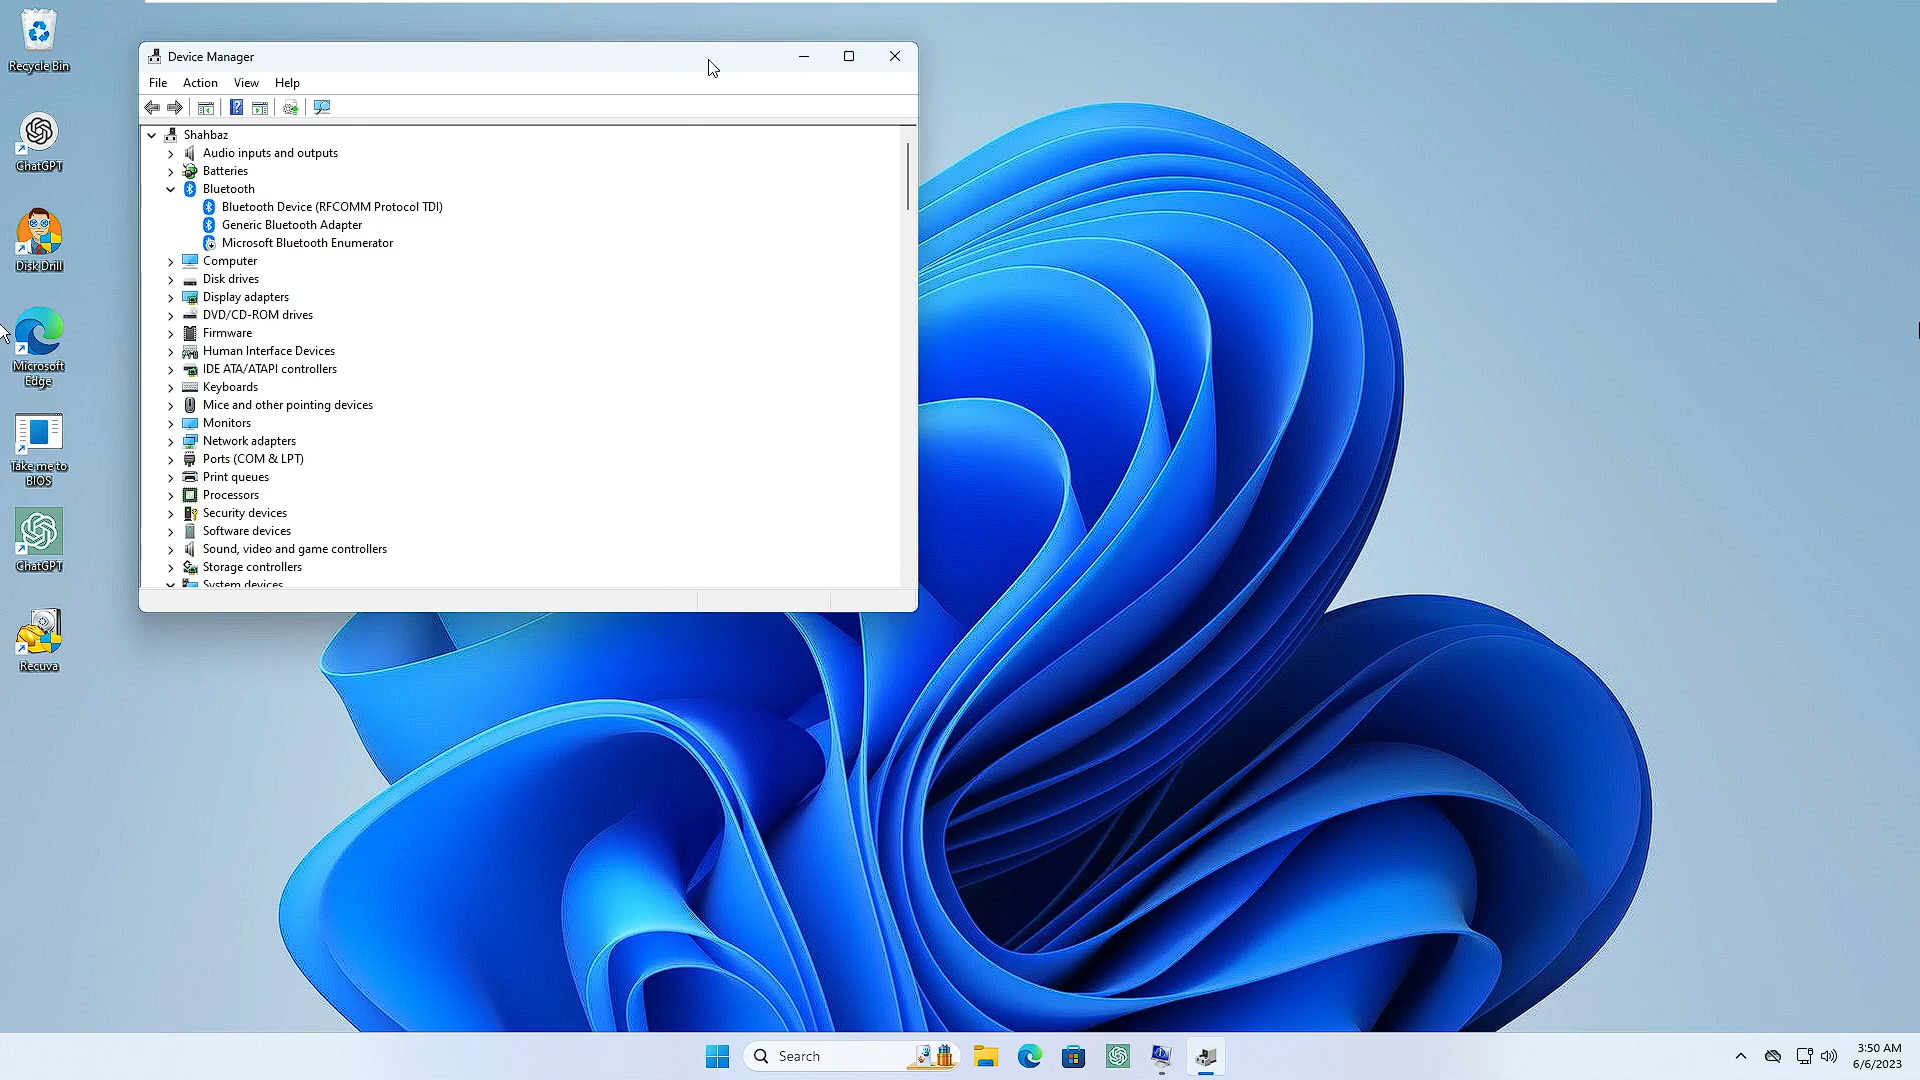 Recycle Bin
ChatGPT
Disk Drill
Microsoft
Edge
Take me to
BIOS
ChatGPT
Recuva
Device Manager
File Action View Help
Shahbaz
Audio inputs and outputs
Batteries
Bluetooth
Bluetooth Device (RFCOMM Protocol TDI)
Generic Bluetooth Adapter
Microsoft Bluetooth Enumerator
Computer
Disk drives
Display adapters
DVD/CD-ROM drives
Firmware
Human Interface Devices
IDE ATA/ATAPI controllers
Keyboards
Mice and other pointing devices
Monitors
Network adapters
Ports (COM & LPT)
Print queues
Processors
Security devices
Software devices
Sound, video and game controllers
Storage controllers
System devices
Search
3:50 AM
6/6/2023